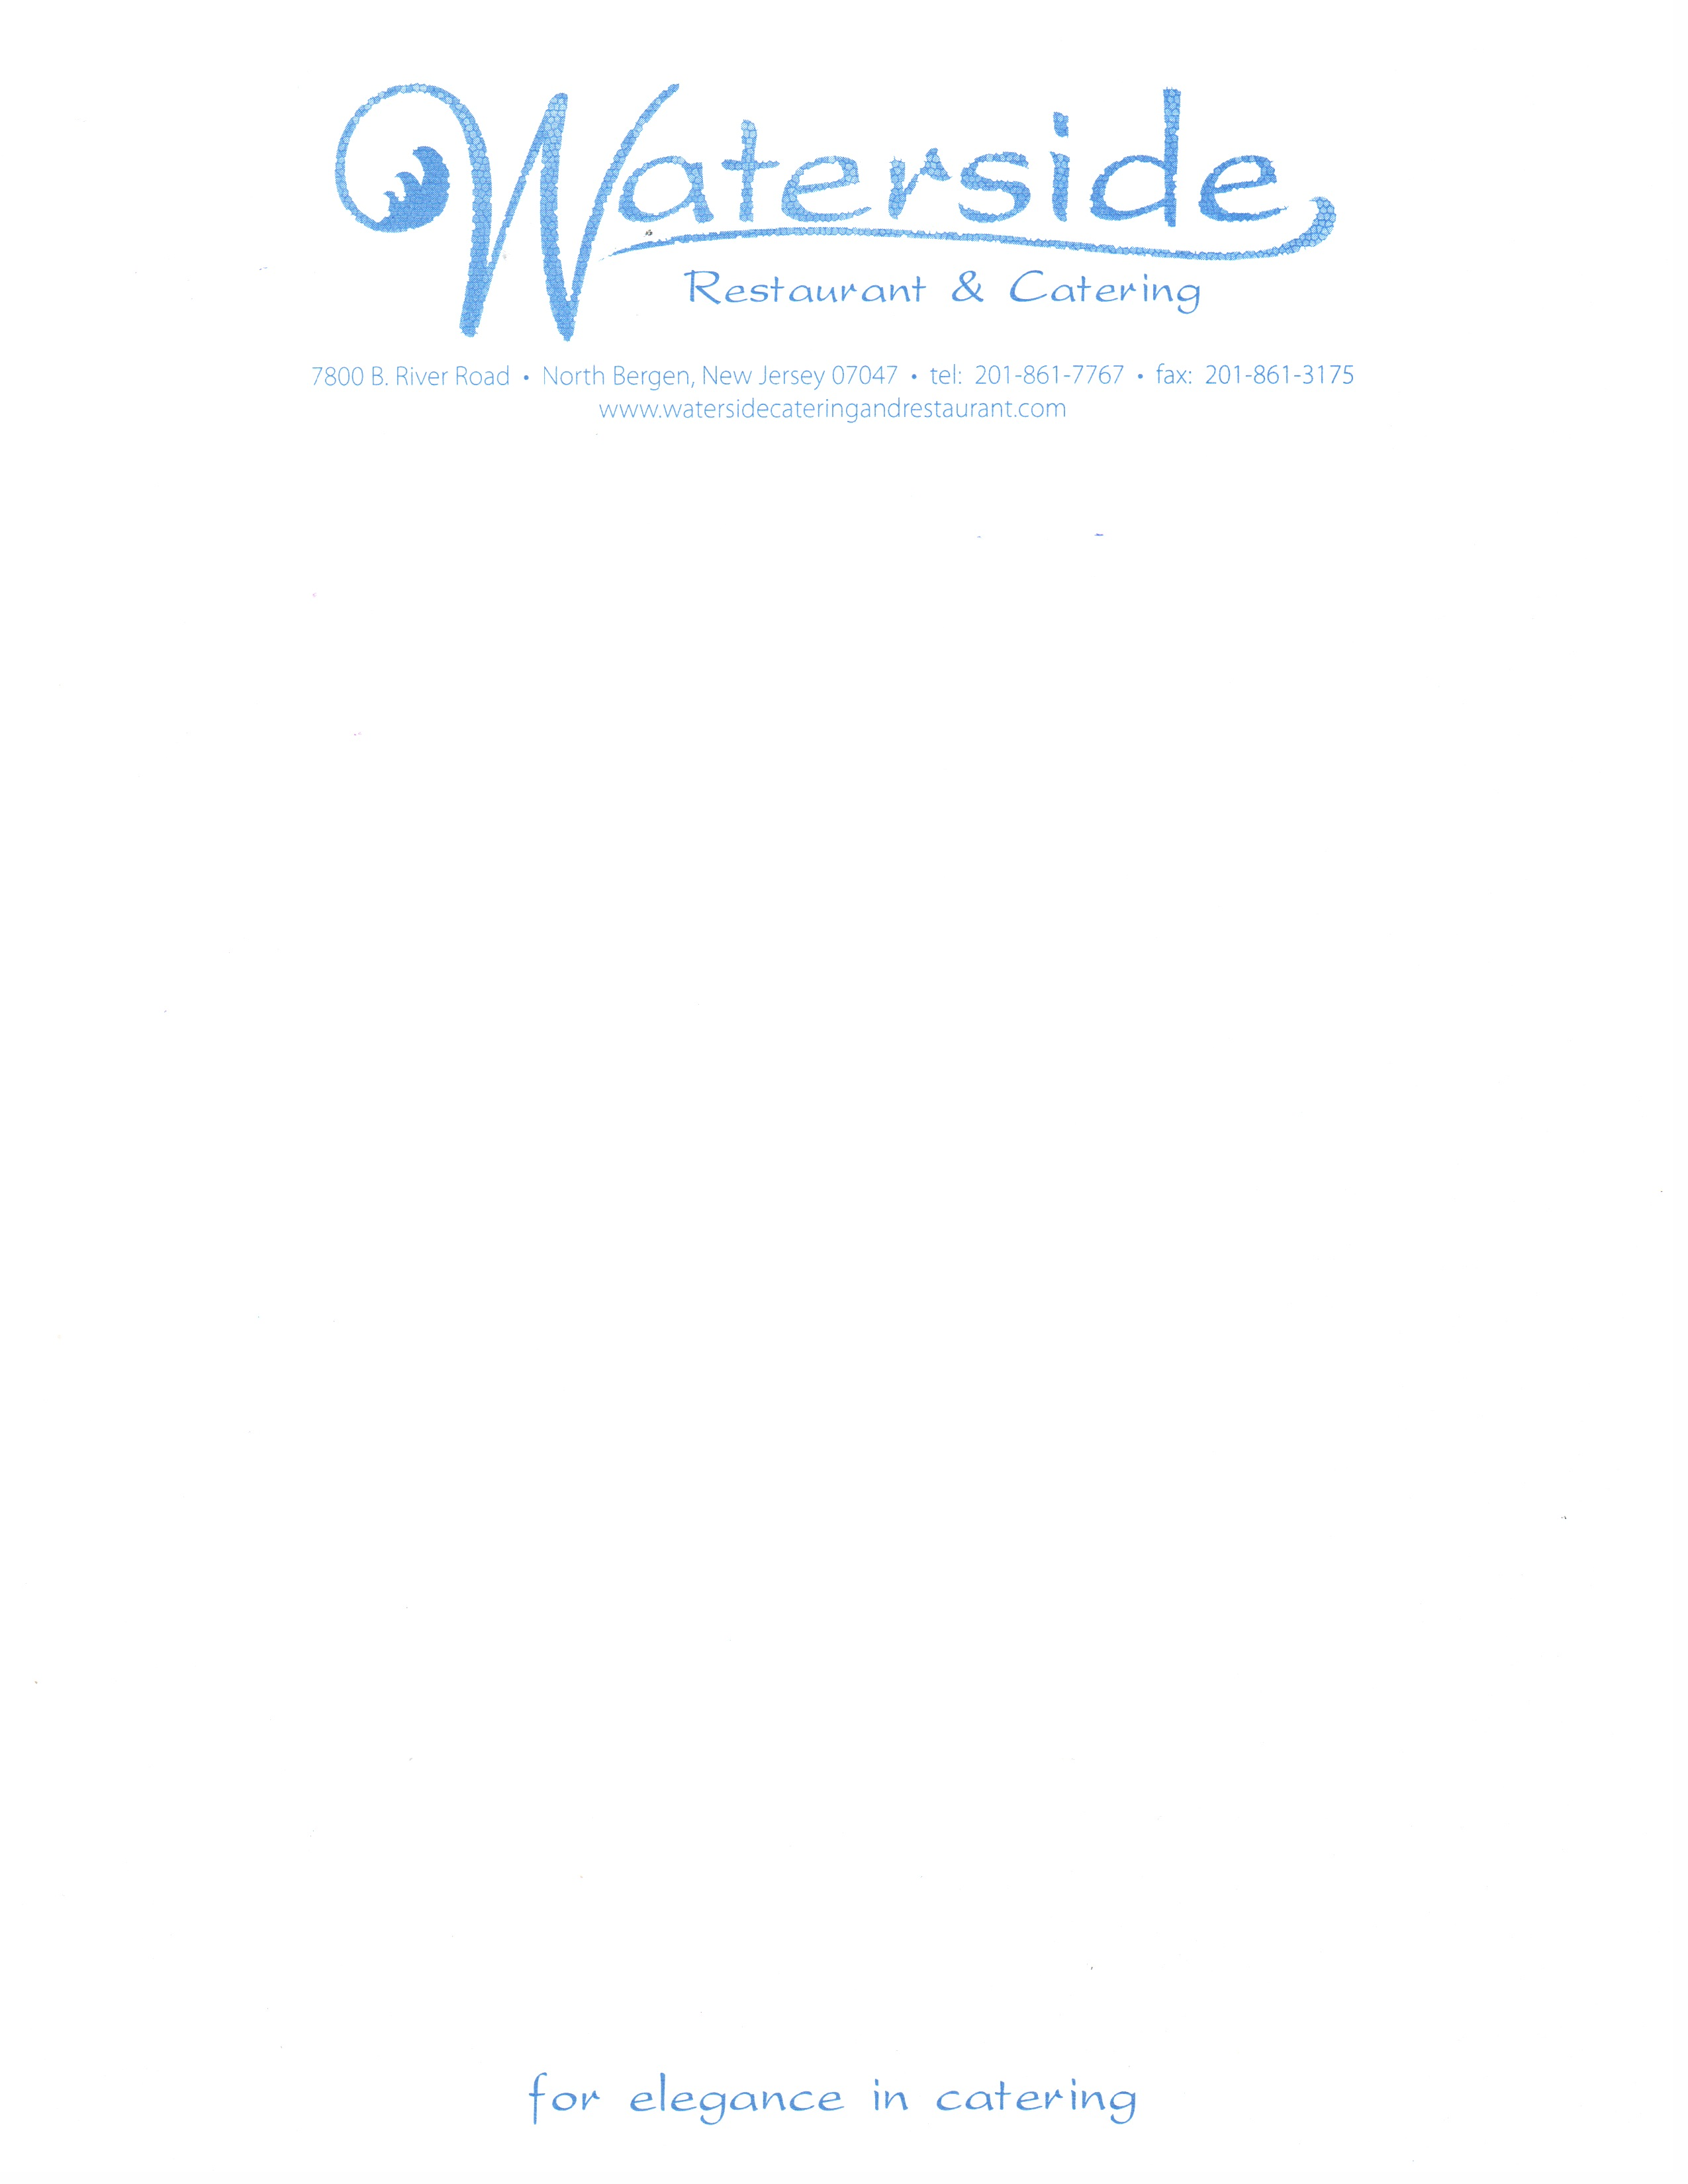 Waterside
Restaurant & Catering
7800 B. River Road • North Bergen, New Jersey 07047 • tel: 201-861-7767 • fax: 201-861-3175
www.watersidecateringandrestaurant.com
for elegance in catering